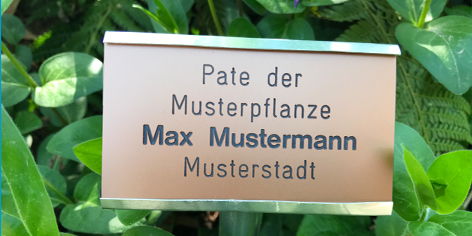 Pate der
Musterpflanze
Max Mustermann
Musterstadt